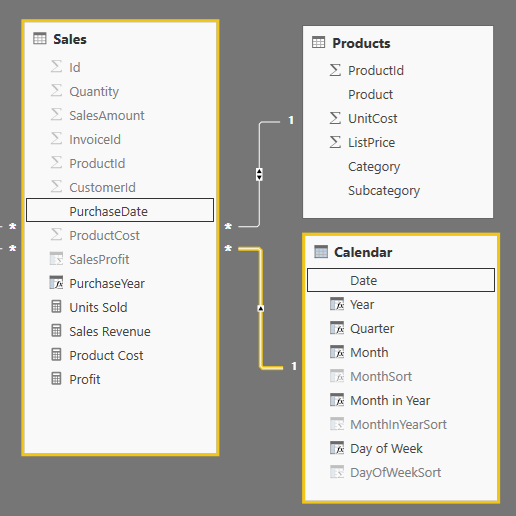 Sales
Id
Quantity
SalesAmount
InvoiceId
ProductId
CustomerId
PurchaseDate
ProductCost
SalesProfit
PurchaseYear
Units Sold
Sales Revenue
Product Cost
Profit
*
*
*
*
1
1
Products
ProductId
Product
UnitCost
ListPrice
Category
Subcategory
Calendar
Date
Year
Quarter
Month
MonthSort
Month in Year
MonthInYearSort
Day of Week
DayOfWeekSort